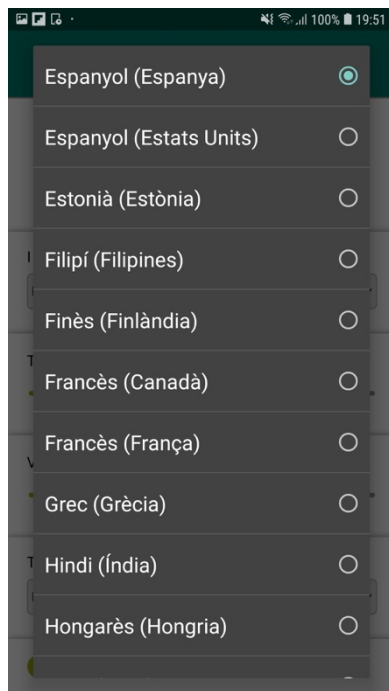 100% 19:51
Espanyol (Espanya)
Espanyol (Estats Units)
Estonià (Estònia)
Filipí (Filipines)
Finès (Finlàndia)
Francès (Canadà)
Francès (França)
Grec (Grècia)
Hindi (Índia)
Hongarès (Hongria)